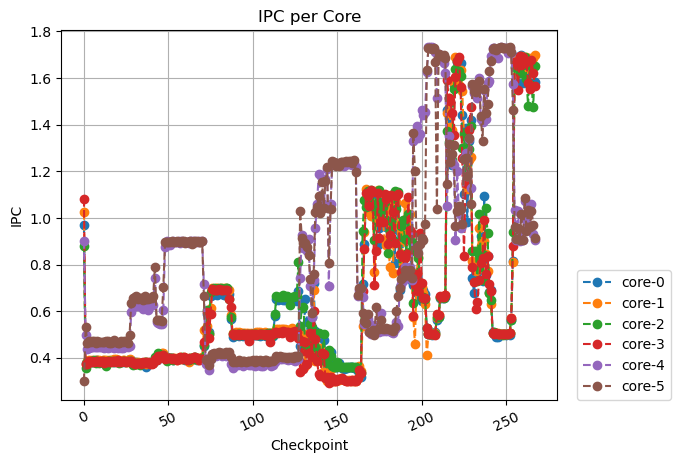 IPC per Core
IPC
1.8
1.6
1.4
1.2
1.0
0.8
0.6
0.4
0
50
100
150
200
250
Checkpoint
core-0
core-1
core-2
core-3
core-4
core-5